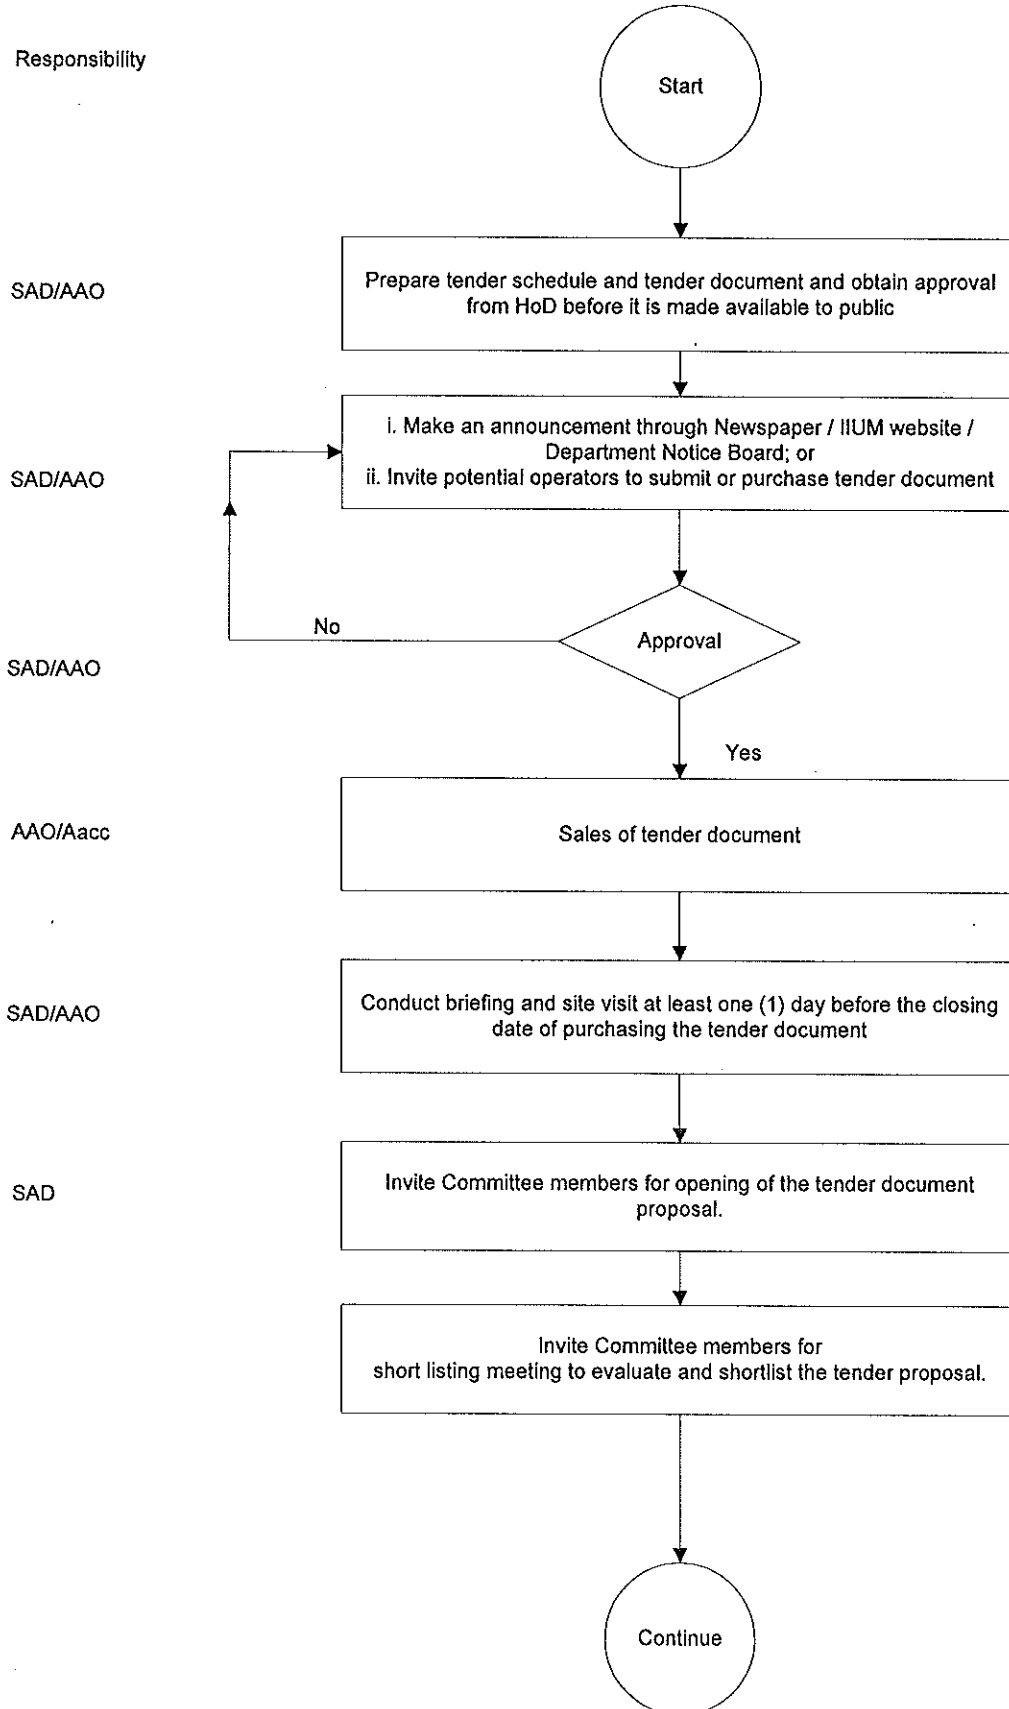 Responsibility
Start
SAD/AAO
Prepare tender schedule and tender document and obtain approval
from HoD before it is made available to public
SAD/AAO
i. Make an announcement through Newspaper / IIUM website /
Department Notice Board; or
ii. Invite potential operators to submit or purchase tender document
No
Approval
SAD/AAO
Yes
AAO/Aacc
Sales of tender document
SAD/AAO
Conduct briefing and site visit at least one (1) day before the closing
date of purchasing the tender document
SAD
Invite Committee members for opening of the tender document
proposal.
Invite Committee members for
short listing meeting to evaluate and shortlist the tender proposal.
Continue